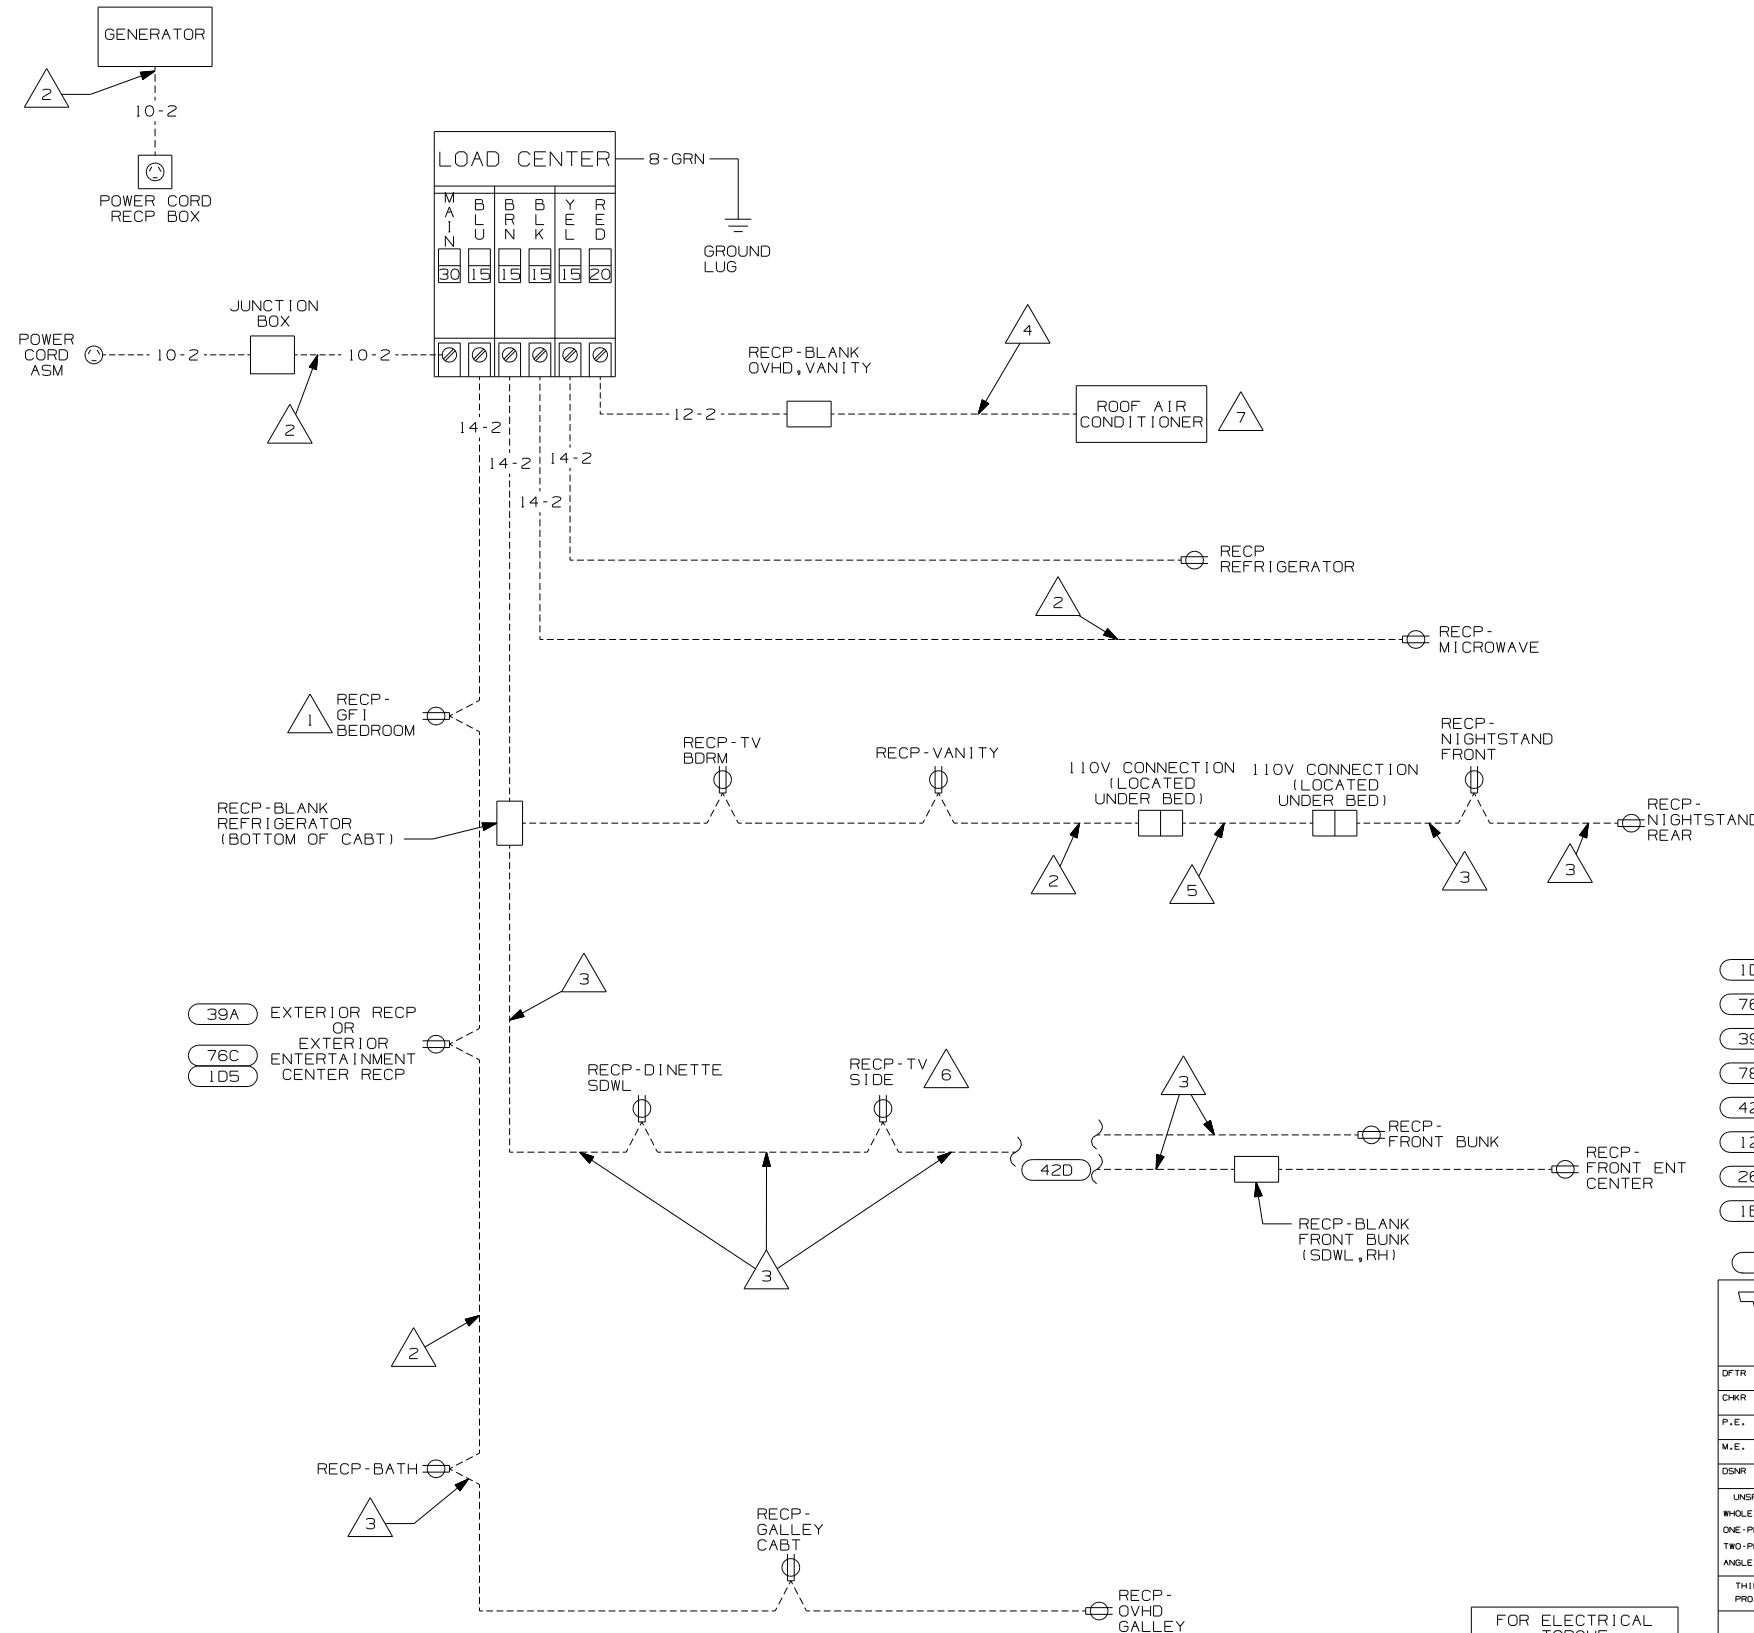 GENERATOR
2
10-2
POWER CORD
RECP BOX
LOAD CENTER
8-GRN
GROUND
LUG
MAIN
BLU
BRN
BLK
YEL
RED
30
15
15
15
15
20
JUNCTION
BOX
POWER
CORD
ASM
10-2
10-2
2
RECP-BLANK
OVHD,VANITY
4
12-2
ROOF AIR
CONDITIONER
7
14-2
14-2
14-2
14-2
RECP
REFRIGERATOR
2
RECP-
MICROWAVE
1
RECP-
GFI
BEDROOM
RECP-TV
BDRM
RECP-VANITY
110V CONNECTION
(LOCATED
UNDER BED)
110V CONNECTION
(LOCATED
UNDER BED)
RECP-
NIGHTSTAND
FRONT
RECP-
NIGHTSTAND
REAR
RECP-BLANK
REFRIGERATOR
(BOTTOM OF CABT)
2
5
3
3
3
39A
EXTERIOR RECP
OR
76C
EXTERIOR
ENTERTAINMENT
1D5
CENTER RECP
RECP-DINETTE
SDWL
RECP-TV
SIDE
6
3
RECP-
FRONT BUNK
42D
RECP-
FRONT ENT
CENTER
RECP-BLANK
FRONT BUNK
(SDWL,RH)
3
2
RECP-BATH
3
RECP-
GALLEY
CABT
RECP-
OVHD
GALLEY
FOR ELECTRICAL
TORQUE
DFTR
CHKR
P.E.
M.E.
DSNR
WHOLE
ANGLE